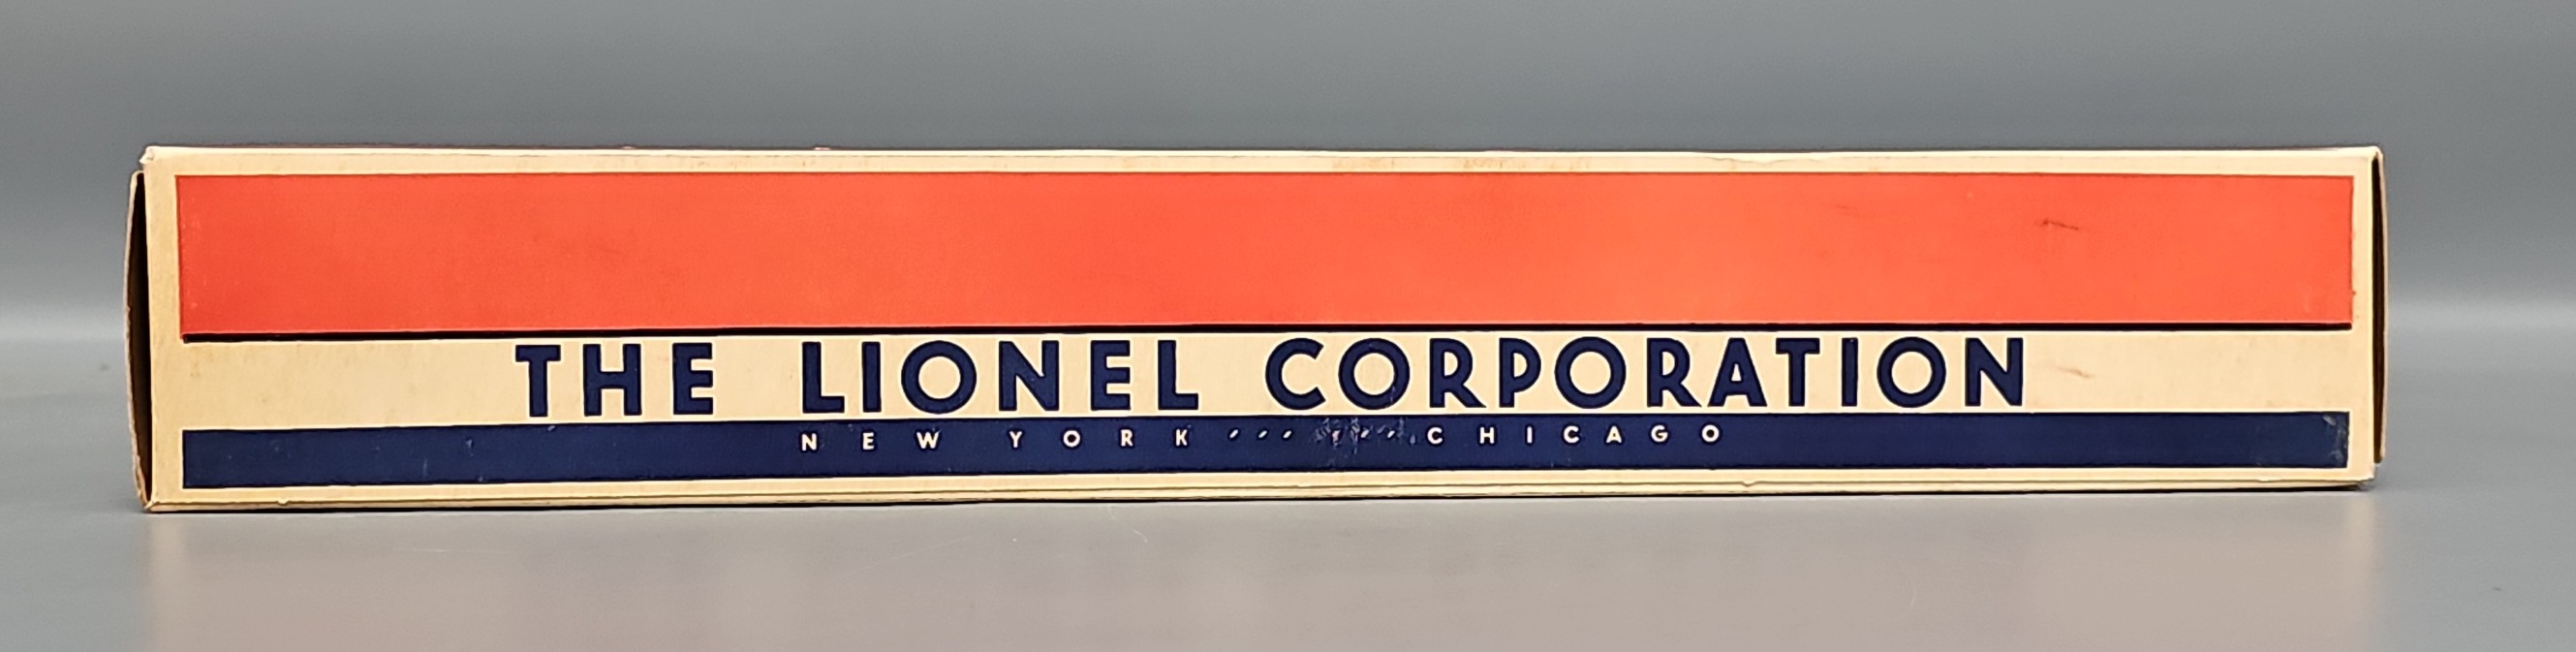 THE LIONEL CORPORATION
NEW YORK CHICAGO